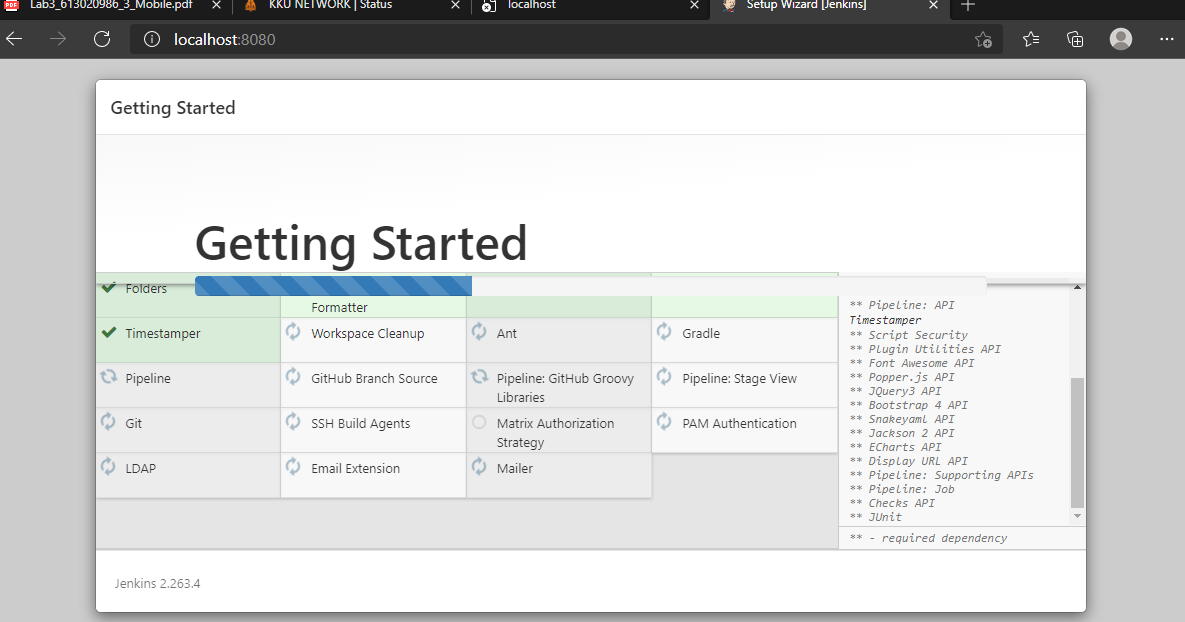 Lab3_613020986_3_Mobile.pdf
KKU NETWORK | Status
localhost
Setup Wizard [Jenkins]
localhost:8080
Getting Started
Getting Started
Folders
Formatter
Timestamper
Workspace Cleanup
Ant
Gradle
Pipeline
GitHub Branch Source
Pipeline: GitHub Groovy
Libraries
Pipeline: Stage View
Git
SSH Build Agents
Matrix Authorization
Strategy
PAM Authentication
LDAP
Email Extension
Mailer
** Pipeline: API
Timestamper
** Script Security
** Plugin Utilities API
** Font Awesome API
** Popper.js API
** JQuery3 API
** Bootstrap 4 API
** Snakeyaml API
** Jackson 2 API
** ECharts API
** Display URL API
** Pipeline: Supporting APIs
** Pipeline: Job
** Checks API
** JUnit
** - required dependency
Jenkins 2.263.4